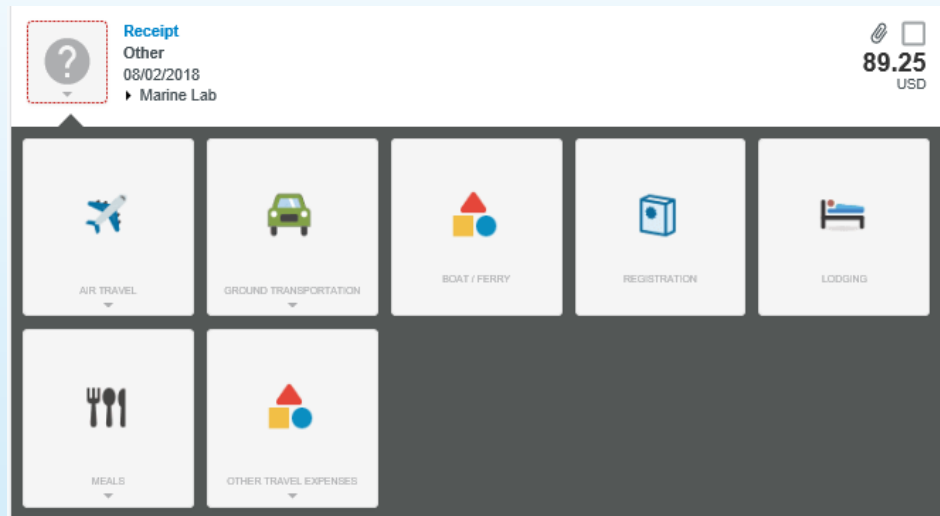 Receipt
Other
08/02/2018
Marine Lab
89.25
USD
AIR TRAVEL
GROUND TRANSPORTATION
BOAT / FERRY
REGISTRATION
LODGING
MEALS
OTHER TRAVEL EXPENSES